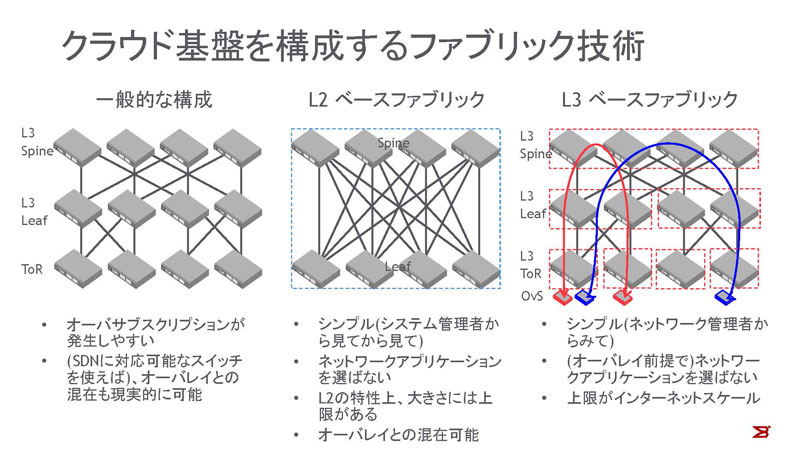 クラウド基盤を構成するファブリック技術
一般的な構成
L3
Spine
L3
Leaf
ToR
• オーバサブスクリプションが
発生しやすい
• (SDNに対応可能なスイッチ
を使えば)、オーバレイとの
混在も現実的に可能
L2 ベースファブリック
Spine
Leaf
• シンプル(システム管理者か
ら見てから見て)
• ネットワークアプリケーション
を選ばない
• L2の特性上、大きさには上
限がある
• オーバレイとの混在可能
L3 ベースファブリック
L3
Spine
L3
Leaf
L3
ToR
OvS
• シンプル(ネットワーク管理者か
らみて)
• (オーバレイ前提で)ネットワー
クアプリケーションを選ばない
• 上限がインターネットスケール